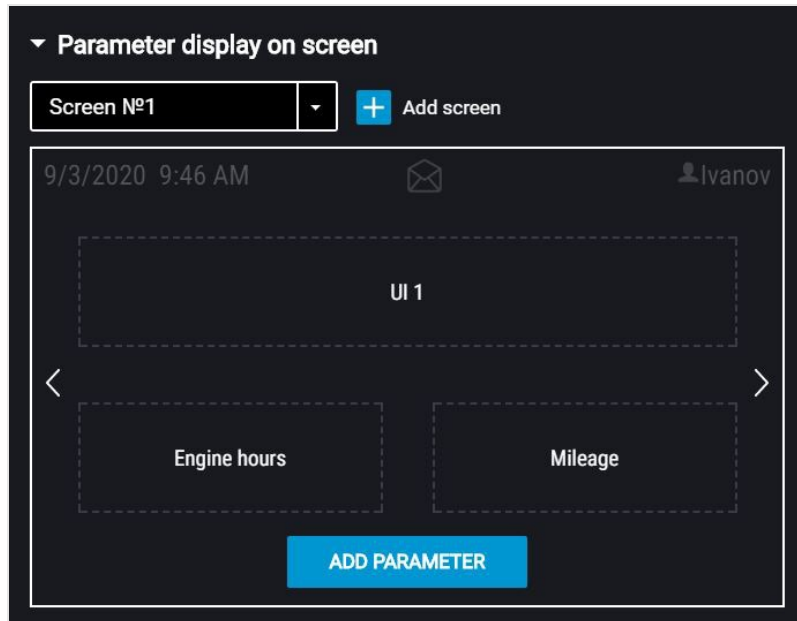 Parameter display on screen
Screen №1
Add screen
9/3/2020 9:46 AM
Ivanov
UI 1
Engine hours
Mileage
ADD PARAMETER